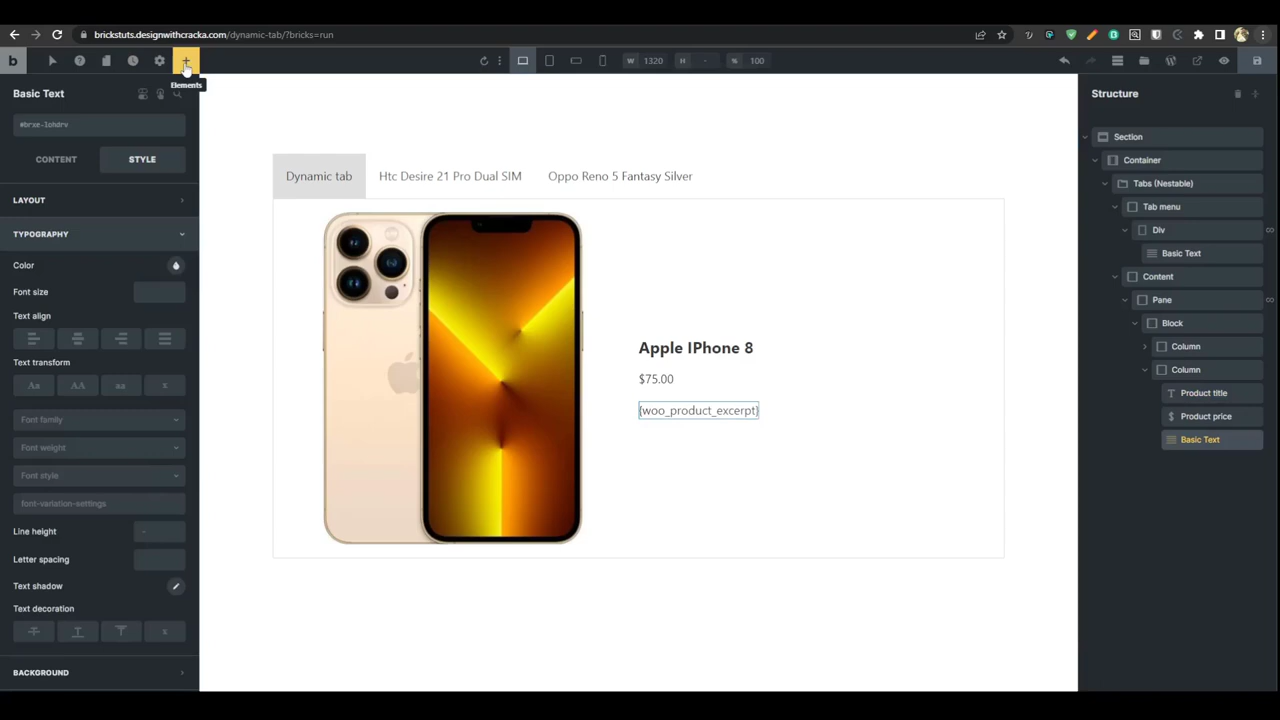 brickstuts.designwithcracka.com/dynamic-tab/?bricks=run
b
W 1320 H - % 100
Elements
Basic Text
#brxe-lohdrv
CONTENT STYLE
LAYOUT
TYPOGRAPHY
Color
Font size
Text align
Text transform
Aa AA aa x
Font family
Font weight
Font style
font-variation-settings
Line height -
Letter spacing
Text shadow
Text decoration
x
BACKGROUND
Dynamic tab Htc Desire 21 Pro Dual SIM Oppo Reno 5 Fantasy Silver
Apple IPhone 8
$75.00
{woo_product_excerpt}
Structure
Section
Container
Tabs (Nestable)
Tab menu
Div
Basic Text
Content
Pane
Block
Column
Column
Product title
Product price
Basic Text